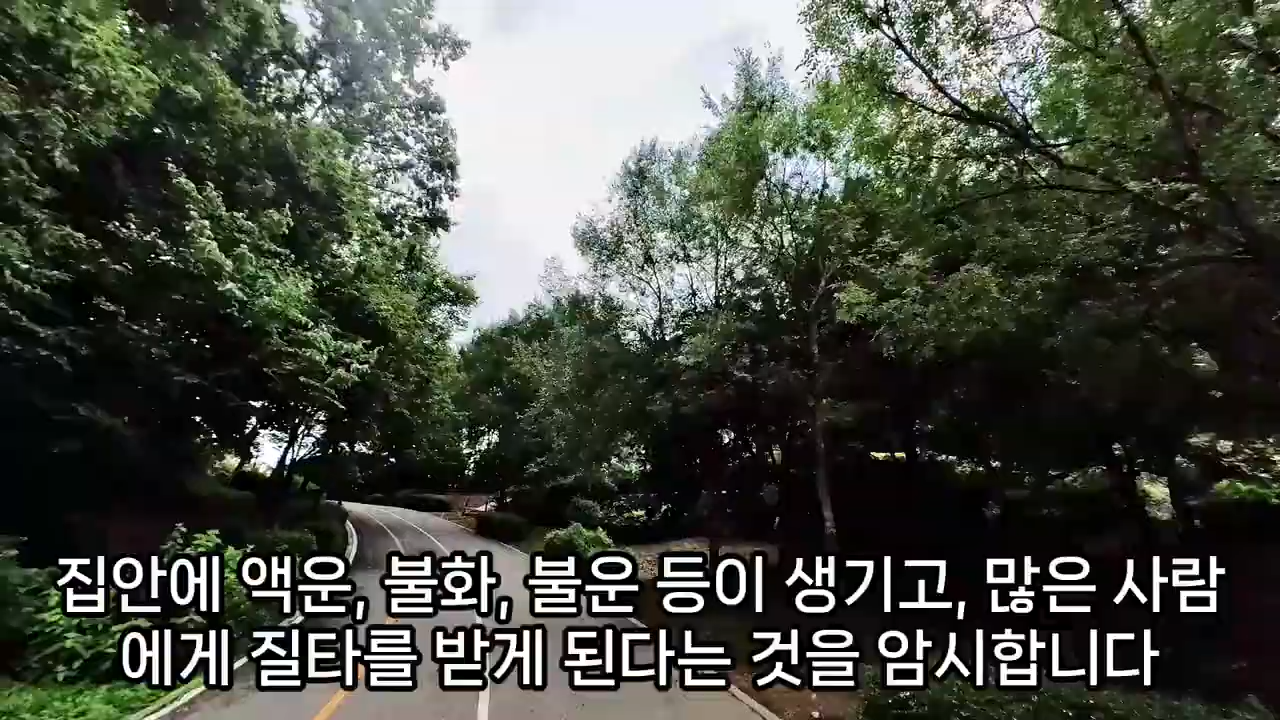 집안에 액운, 불화, 불운 등이 생기고, 많은 사람
에게 질타를 받게 된다는 것을 암시합니다